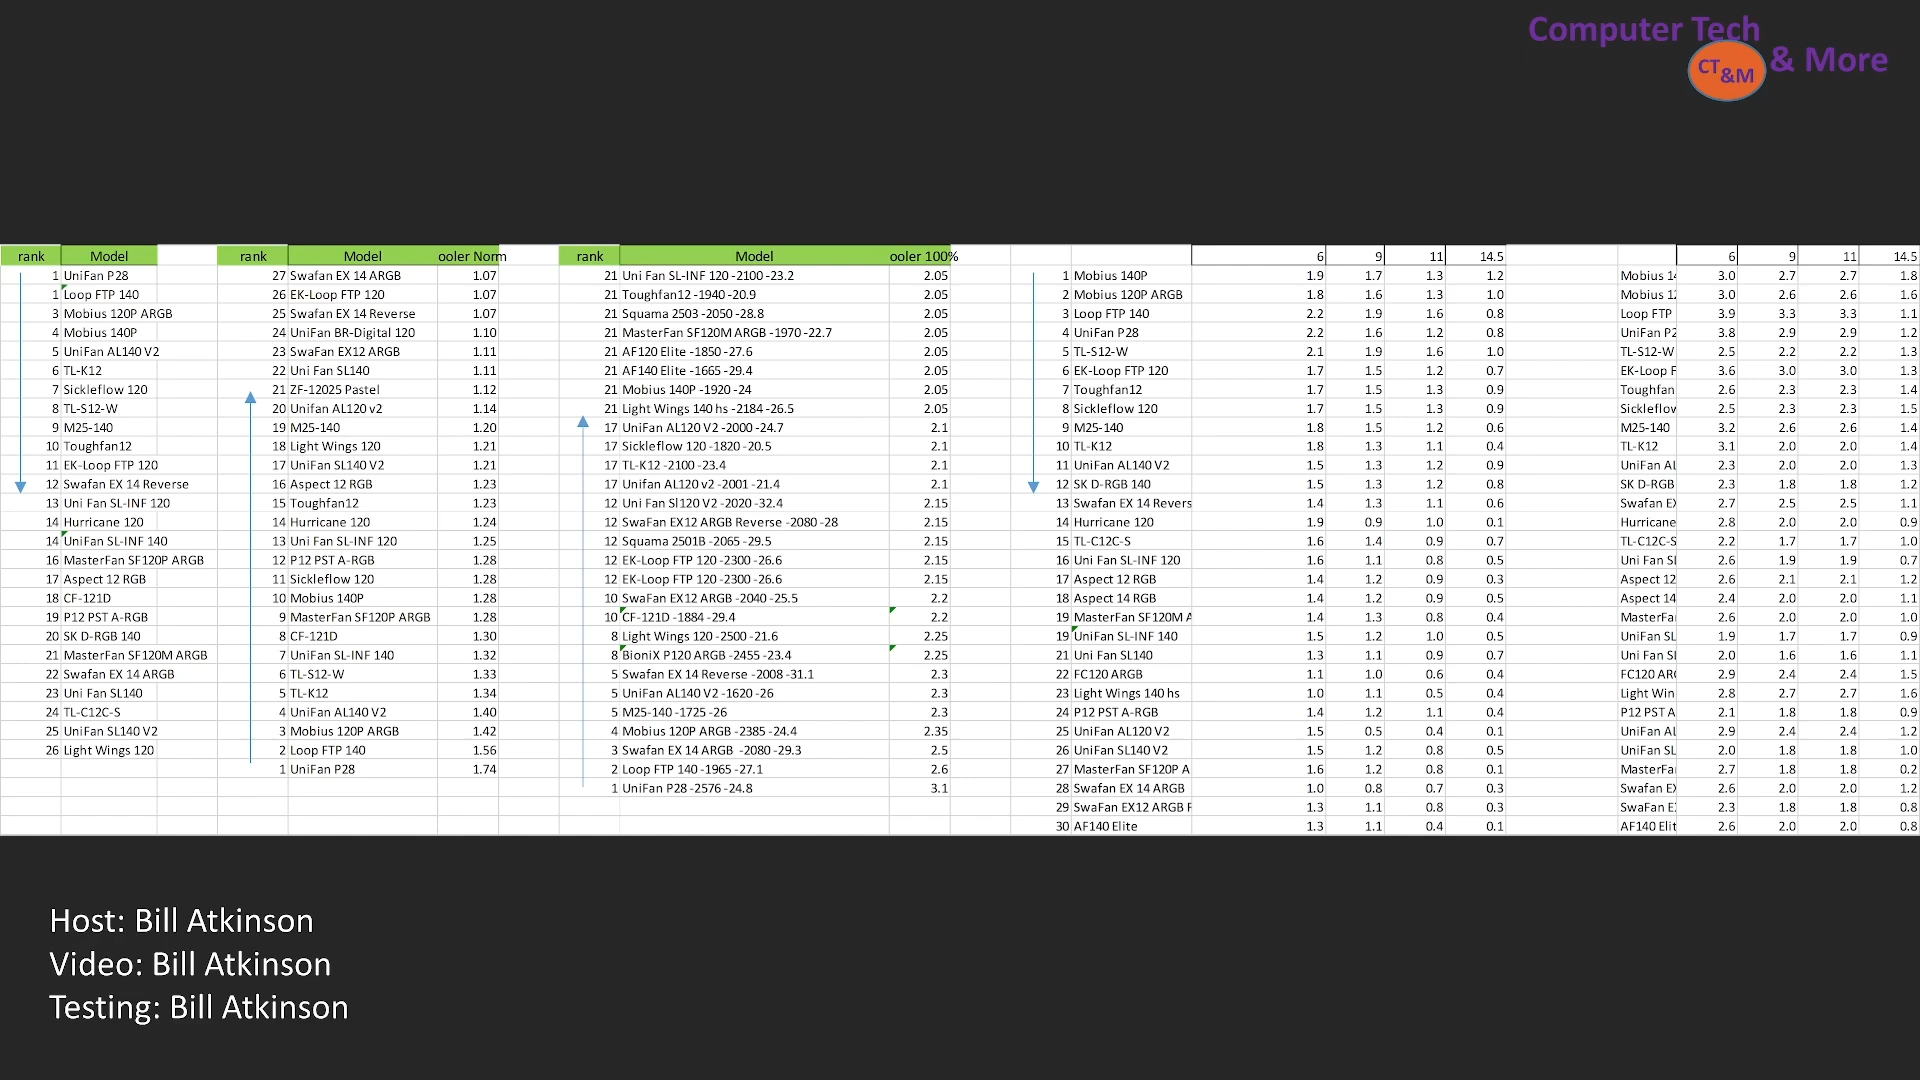 Computer Tech
& More
CT
&M
rank Model rank Model ooler Norm rank Model ooler 100% 6 9 11 14.5 6 9 11 14.5
1 UniFan P28 27 Swafan EX 14 ARGB 1.07 21 Uni Fan SL-INF 120 -2100 -23.2 2.05 1 Mobius 140P 1.9 1.7 1.3 1.2 Mobius 14 3.0 2.7 2.7 1.8
1 Loop FTP 140 26 EK-Loop FTP 120 1.07 21 Toughfan12 -1940 -20.9 2.05 2 Mobius 120P ARGB 1.8 1.6 1.3 1.0 Mobius 12 3.0 2.6 2.6 1.6
3 Mobius 120P ARGB 25 Swafan EX 14 Reverse 1.07 21 Squama 2503 -2050 -28.8 2.05 3 Loop FTP 140 2.2 1.9 1.6 0.8 Loop FTP 3.9 3.3 3.3 1.1
4 Mobius 140P 24 UniFan BR-Digital 120 1.10 21 MasterFan SF120M ARGB -1970 -22.7 2.05 4 UniFan P28 2.2 1.6 1.2 0.8 UniFan P2 3.8 2.9 2.9 1.2
5 UniFan AL140 V2 23 SwaFan EX12 ARGB 1.11 21 AF120 Elite -1850 -27.6 2.05 5 TL-S12-W 2.1 1.9 1.6 1.0 TL-S12-W 2.5 2.2 2.2 1.3
6 TL-K12 22 Uni Fan SL140 1.11 21 AF140 Elite -1665 -29.4 2.05 6 EK-Loop FTP 120 1.7 1.5 1.2 0.7 EK-Loop F 3.6 3.0 3.0 1.3
7 Sickleflow 120 21 ZF-12025 Pastel 1.12 21 Mobius 140P -1920 -24 2.05 7 Toughfan12 1.7 1.5 1.3 0.9 Toughfan 2.6 2.3 2.3 1.4
8 TL-S12-W 20 Unifan AL120 v2 1.14 21 Light Wings 140 hs -2184 -26.5 2.05 8 Sickleflow 120 1.7 1.5 1.3 0.9 Sickleflov 2.5 2.3 2.3 1.5
9 M25-140 19 M25-140 1.20 17 UniFan AL120 V2 -2000 -24.7 2.1 9 M25-140 1.8 1.5 1.2 0.6 M25-140 3.2 2.6 2.6 1.4
10 Toughfan12 18 Light Wings 120 1.21 17 Sickleflow 120 -1820 -20.5 2.1 10 TL-K12 1.8 1.3 1.1 0.4 TL-K12 3.1 2.0 2.0 1.4
11 EK-Loop FTP 120 17 UniFan SL140 V2 1.21 17 TL-K12 -2100 -23.4 2.1 11 UniFan AL140 V2 1.5 1.3 1.2 0.9 UniFan AL 2.3 2.0 2.0 1.3
12 Swafan EX 14 Reverse 16 Aspect 12 RGB 1.23 17 Unifan AL120 v2 -2001 -21.4 2.1 12 SK D-RGB 140 1.5 1.3 1.2 0.8 SK D-RGB 2.3 1.8 1.8 1.2
13 Uni Fan SL-INF 120 15 Toughfan12 1.23 12 Uni Fan Sl120 V2 -2020 -32.4 2.15 13 Swafan EX 14 Revers 1.4 1.3 1.1 0.6 Swafan EX 2.7 2.5 2.5 1.1
14 Hurricane 120 14 Hurricane 120 1.24 12 SwaFan EX12 ARGB Reverse -2080 -28 2.15 14 Hurricane 120 1.9 0.9 1.0 0.1 Hurricane 2.8 2.0 2.0 0.9
14 UniFan SL-INF 140 13 Uni Fan SL-INF 120 1.25 12 Squama 2501B -2065 -29.5 2.15 15 TL-C12C-S 1.6 1.4 0.9 0.7 TL-C12C-S 2.2 1.7 1.7 1.0
16 MasterFan SF120P ARGB 12 P12 PST A-RGB 1.28 12 EK-Loop FTP 120 -2300 -26.6 2.15 16 Uni Fan SL-INF 120 1.6 1.1 0.8 0.5 Uni Fan SI 2.6 1.9 1.9 0.7
17 Aspect 12 RGB 11 Sickleflow 120 1.28 12 EK-Loop FTP 120 -2300 -26.6 2.15 17 Aspect 12 RGB 1.4 1.2 0.9 0.3 Aspect 12 2.6 2.1 2.1 1.2
18 CF-121D 10 Mobius 140P 1.28 10 SwaFan EX12 ARGB -2040 -25.5 2.2 18 Aspect 14 RGB 1.4 1.2 0.9 0.5 Aspect 14 2.4 2.0 2.0 1.1
19 P12 PST A-RGB 9 MasterFan SF120P ARGB 1.28 10 CF-121D -1884 -29.4 2.2 19 MasterFan SF120M A 1.4 1.3 0.8 0.4 MasterFa 2.6 2.0 2.0 1.0
20 SK D-RGB 140 8 CF-121D 1.30 8 Light Wings 120 -2500 -21.6 2.25 19 UniFan SL-INF 140 1.5 1.2 1.0 0.5 UniFan SL 1.9 1.7 1.7 0.9
21 MasterFan SF120M ARGB 7 UniFan SL-INF 140 1.32 8 BioniX P120 ARGB -2455 -23.4 2.25 21 Uni Fan SL140 1.3 1.1 0.9 0.7 Uni Fan SI 2.0 1.6 1.6 1.1
22 Swafan EX 14 ARGB 6 TL-S12-W 1.33 5 Swafan EX 14 Reverse -2008 -31.1 2.3 22 FC120 ARGB 1.1 1.0 0.6 0.4 FC120 ARG 2.9 2.4 2.4 1.5
23 Uni Fan SL140 5 TL-K12 1.34 5 UniFan AL140 V2 -1620 -26 2.3 23 Light Wings 140 hs 1.0 1.1 0.5 0.4 Light Win 2.8 2.7 2.7 1.6
24 TL-C12C-S 4 UniFan AL140 V2 1.40 5 M25-140 -1725 -26 2.3 24 P12 PST A-RGB 1.4 1.2 1.1 0.4 P12 PST A 2.1 1.8 1.8 0.9
25 UniFan SL140 V2 3 Mobius 120P ARGB 1.42 4 Mobius 120P ARGB -2385 -24.4 2.35 25 UniFan AL120 V2 1.5 0.5 0.4 0.1 UniFan AL 2.9 2.4 2.4 1.2
26 Light Wings 120 2 Loop FTP 140 1.56 3 Swafan EX 14 ARGB -2080 -29.3 2.5 26 UniFan SL140 V2 1.5 1.2 0.8 0.5 UniFan SL 2.0 1.8 1.8 1.0
1 UniFan P28 1.74 2 Loop FTP 140 -1965 -27.1 2.6 27 MasterFan SF120P A 1.6 1.2 0.8 0.1 MasterFa 2.7 1.8 1.8 0.2
1 UniFan P28 -2576 -24.8 3.1 28 Swafan EX 14 ARGB 1.0 0.8 0.7 0.3 Swafan EX 2.6 2.0 2.0 1.2
29 SwaFan EX12 ARGB F 1.3 1.1 0.8 0.3 SwaFan E 2.3 1.8 1.8 0.8
30 AF140 Elite 1.3 1.1 0.4 0.1 AF140 Elit 2.6 2.0 2.0 0.8
Host: Bill Atkinson
Video: Bill Atkinson
Testing: Bill Atkinson